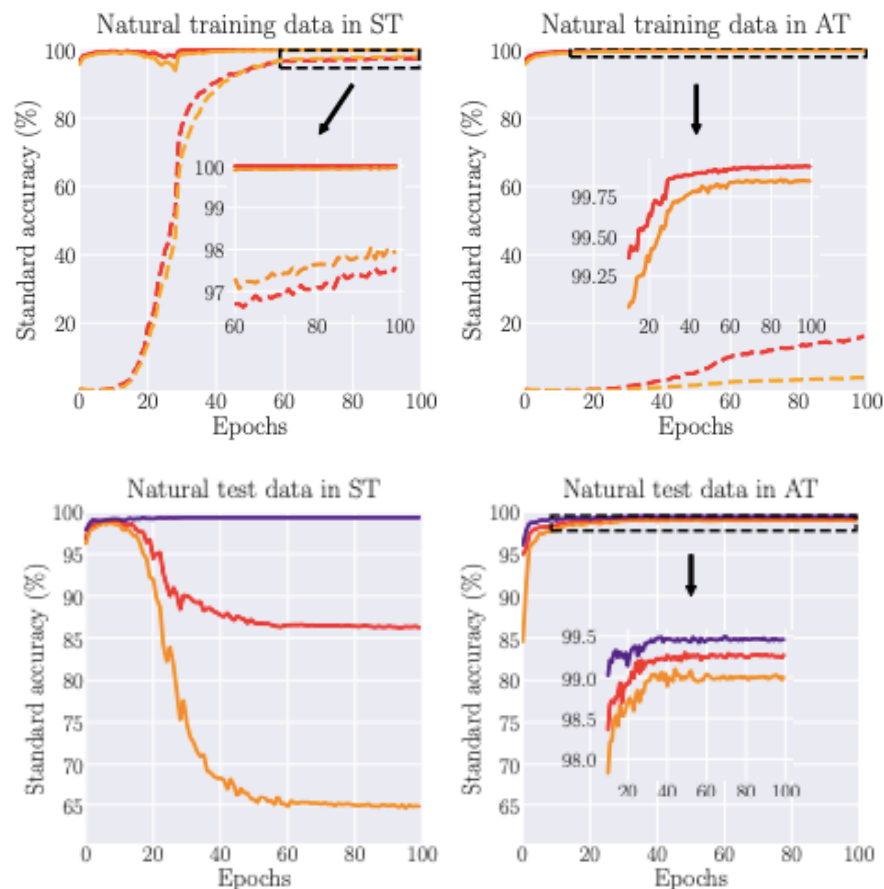 Natural training data in ST
Standard accuracy (%)
100
80
60
40
20
100
99
98
97
60 80 100
0 20 40 60 80 100
Epochs
Natural training data in AT
Standard accuracy (%)
100
80
60
40
20
99.75
99.50
99.25
20 40 60 80 100
0 20 40 60 80 100
Epochs
Natural test data in ST
Standard accuracy (%)
100
95
90
85
80
75
70
65
0 20 40 60 80 100
Epochs
Natural test data in AT
Standard accuracy (%)
100
95
90
85
80
75
70
65
99.5
99.0
98.5
98.0
20 40 60 80 100
0 20 40 60 80 100
Epochs